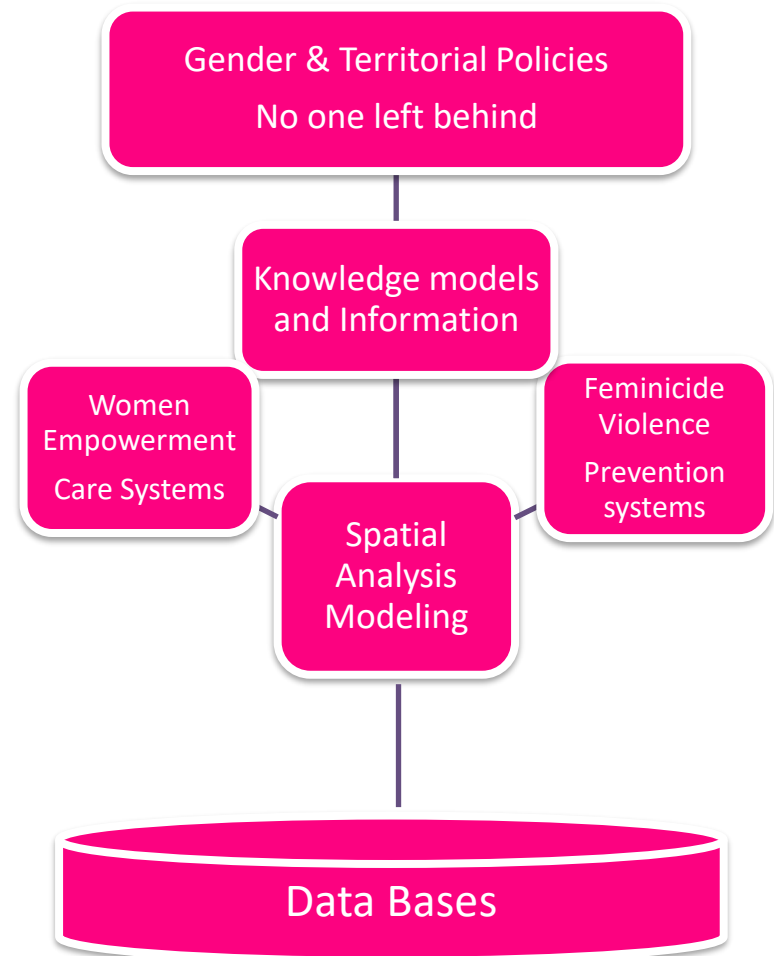 Gender & Territorial Policies
No one left behind
Knowledge models
and Information
Women
Empowerment
Care Systems
Feminicide
Violence
Prevention
systems
Spatial
Analysis
Modeling
Data Bases